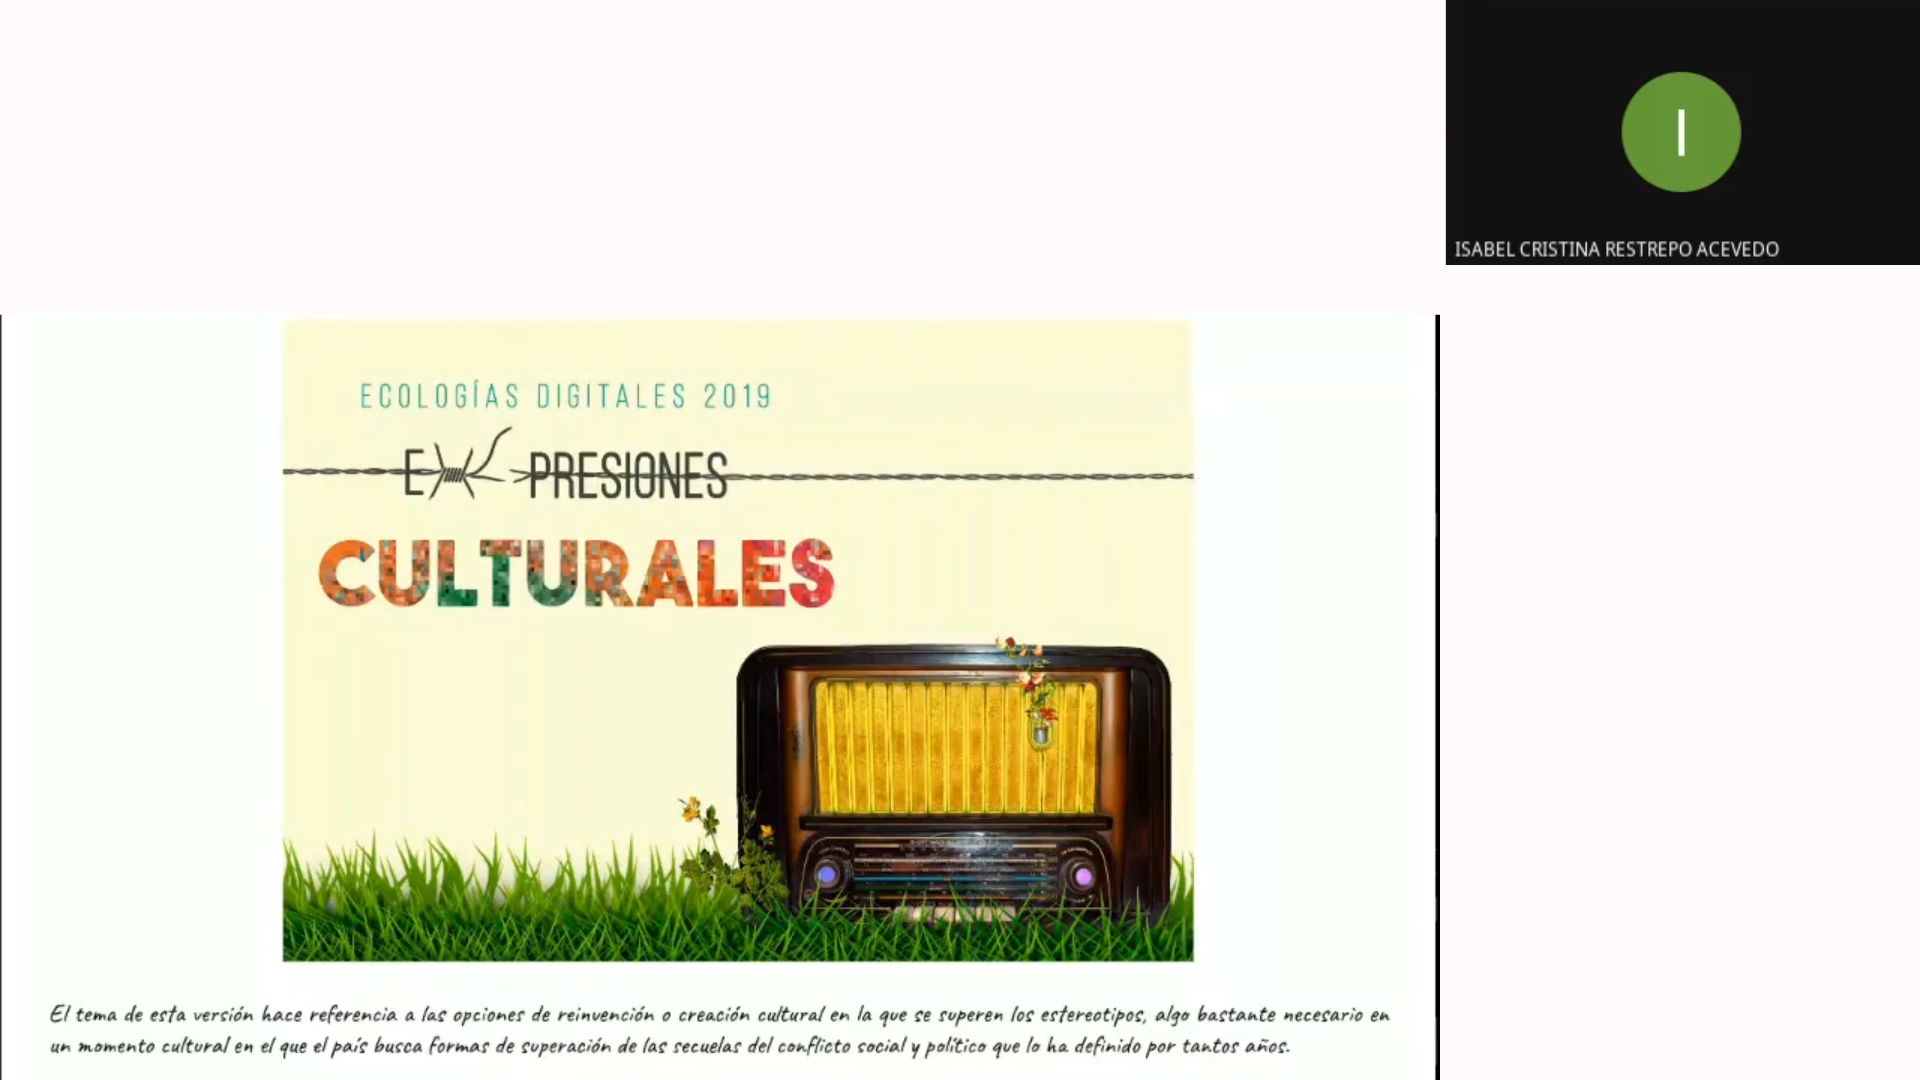 I
ISABEL CRISTINA RESTREPO ACEVEDO
ECOLOGÍAS DIGITALES 2019
EXPRESIONES
CULTURALES
El tema de esta versión hace referencia a las opciones de reinvención o creación cultural en la que se superen los estereotipos, algo bastante necesario en
un momento cultural en el que el país busca formas de superación de las secuelas del conflicto social y político que lo ha definido por tantos años.